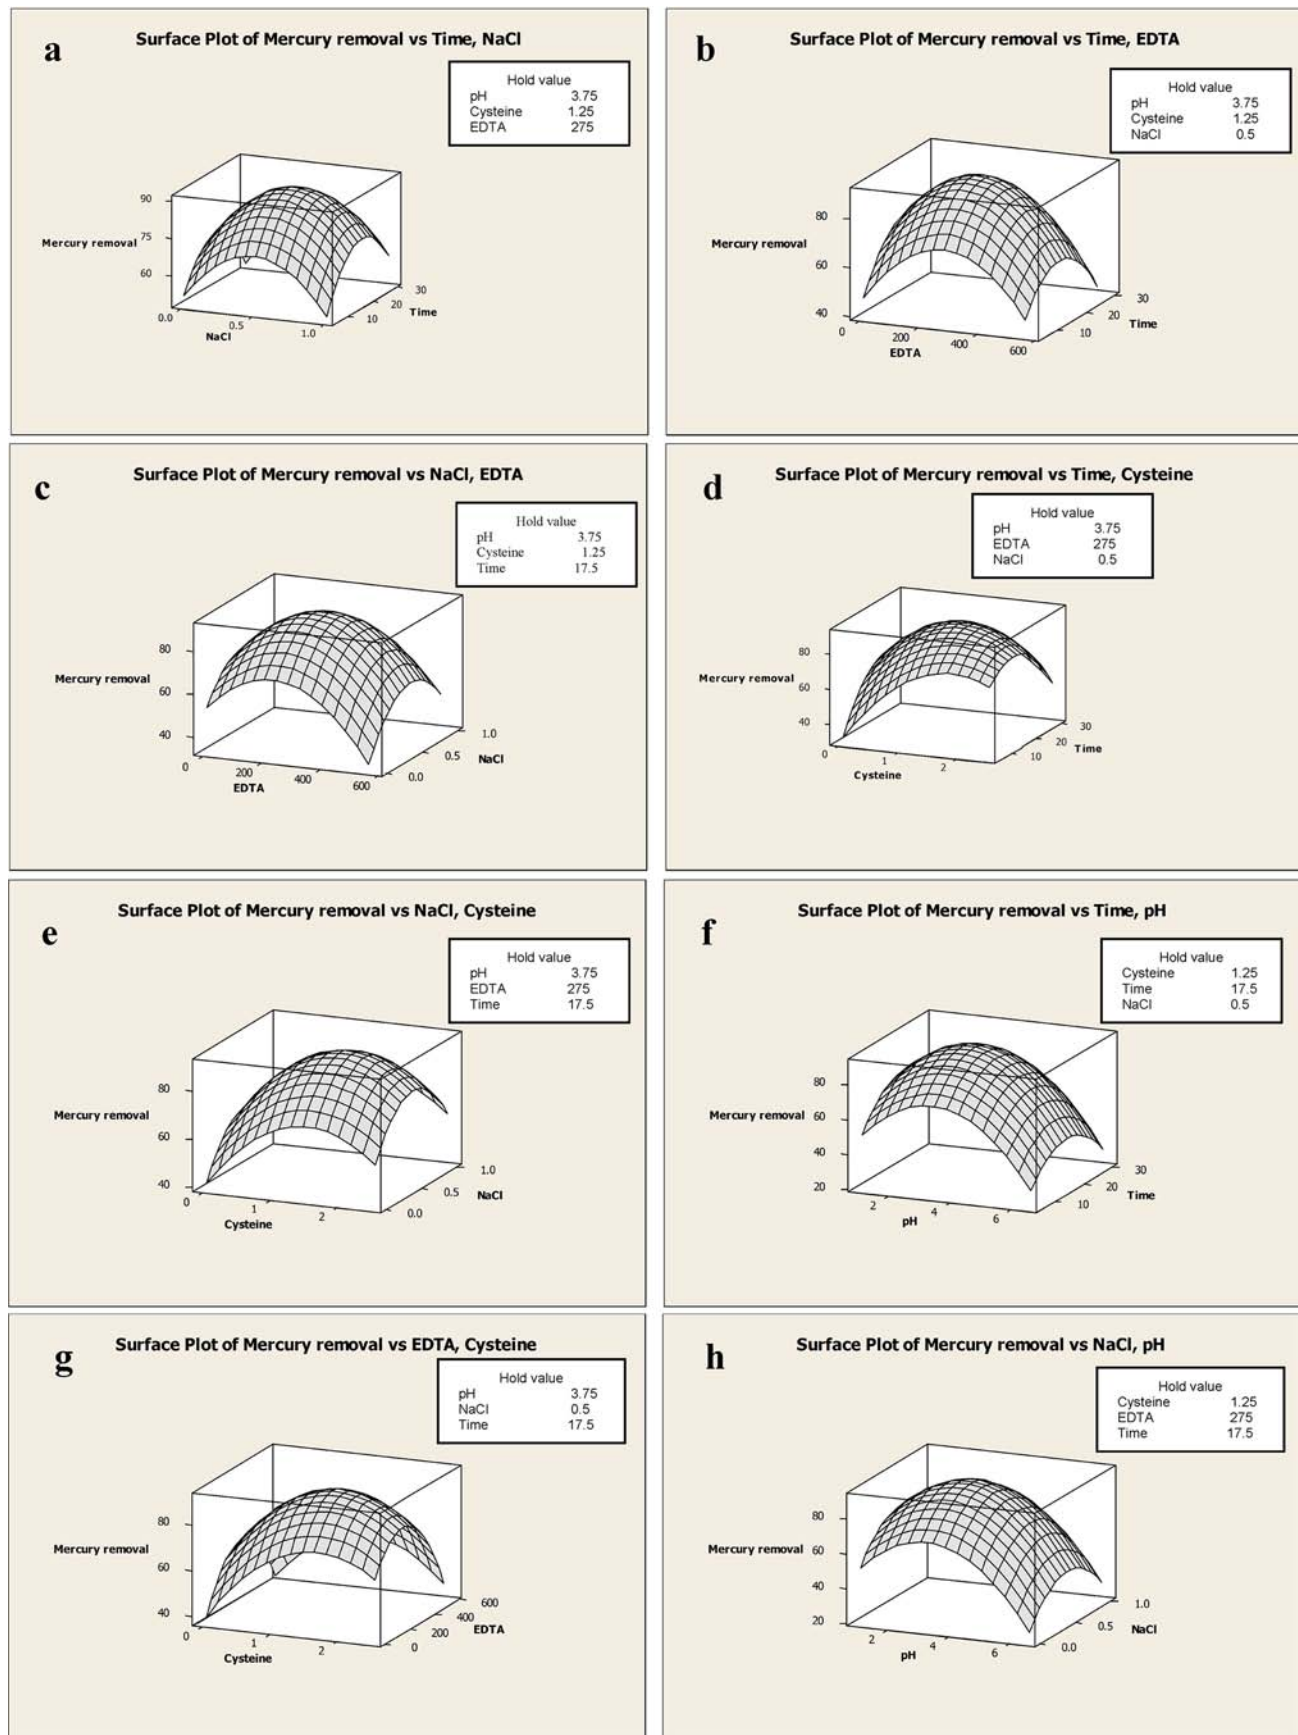 a
Surface Plot of Mercury removal vs Time, NaCl
Hold value
pH 3.75
Cysteine 1.25
EDTA 275
90
75
60
Mercury removal
0.0
0.5
1.0
NaCl
10
20
30
Time
b
Surface Plot of Mercury removal vs Time, EDTA
Hold value
pH 3.75
Cysteine 1.25
NaCl 0.5
80
60
40
Mercury removal
0
200
400
600
EDTA
10
20
30
Time
c
Surface Plot of Mercury removal vs NaCl, EDTA
Hold value
pH 3.75
Cysteine 1.25
Time 17.5
80
60
40
Mercury removal
0
200
400
600
EDTA
0.0
0.5
1.0
NaCl
d
Surface Plot of Mercury removal vs Time, Cysteine
Hold value
pH 3.75
EDTA 275
NaCl 0.5
80
60
40
Mercury removal
0
1
2
Cysteine
10
20
30
Time
e
Surface Plot of Mercury removal vs NaCl, Cysteine
Hold value
pH 3.75
EDTA 275
Time 17.5
80
60
40
Mercury removal
0
1
2
Cysteine
0.0
0.5
1.0
NaCl
f
Surface Plot of Mercury removal vs Time, pH
Hold value
Cysteine 1.25
Time 17.5
NaCl 0.5
80
60
40
20
Mercury removal
2
4
6
pH
10
20
30
Time
g
Surface Plot of Mercury removal vs EDTA, Cysteine
Hold value
pH 3.75
NaCl 0.5
Time 17.5
80
60
40
Mercury removal
0
1
2
Cysteine
0
200
400
600
EDTA
h
Surface Plot of Mercury removal vs NaCl, pH
Hold value
Cysteine 1.25
EDTA 275
Time 17.5
80
60
40
20
Mercury removal
2
4
6
pH
0.0
0.5
1.0
NaCl